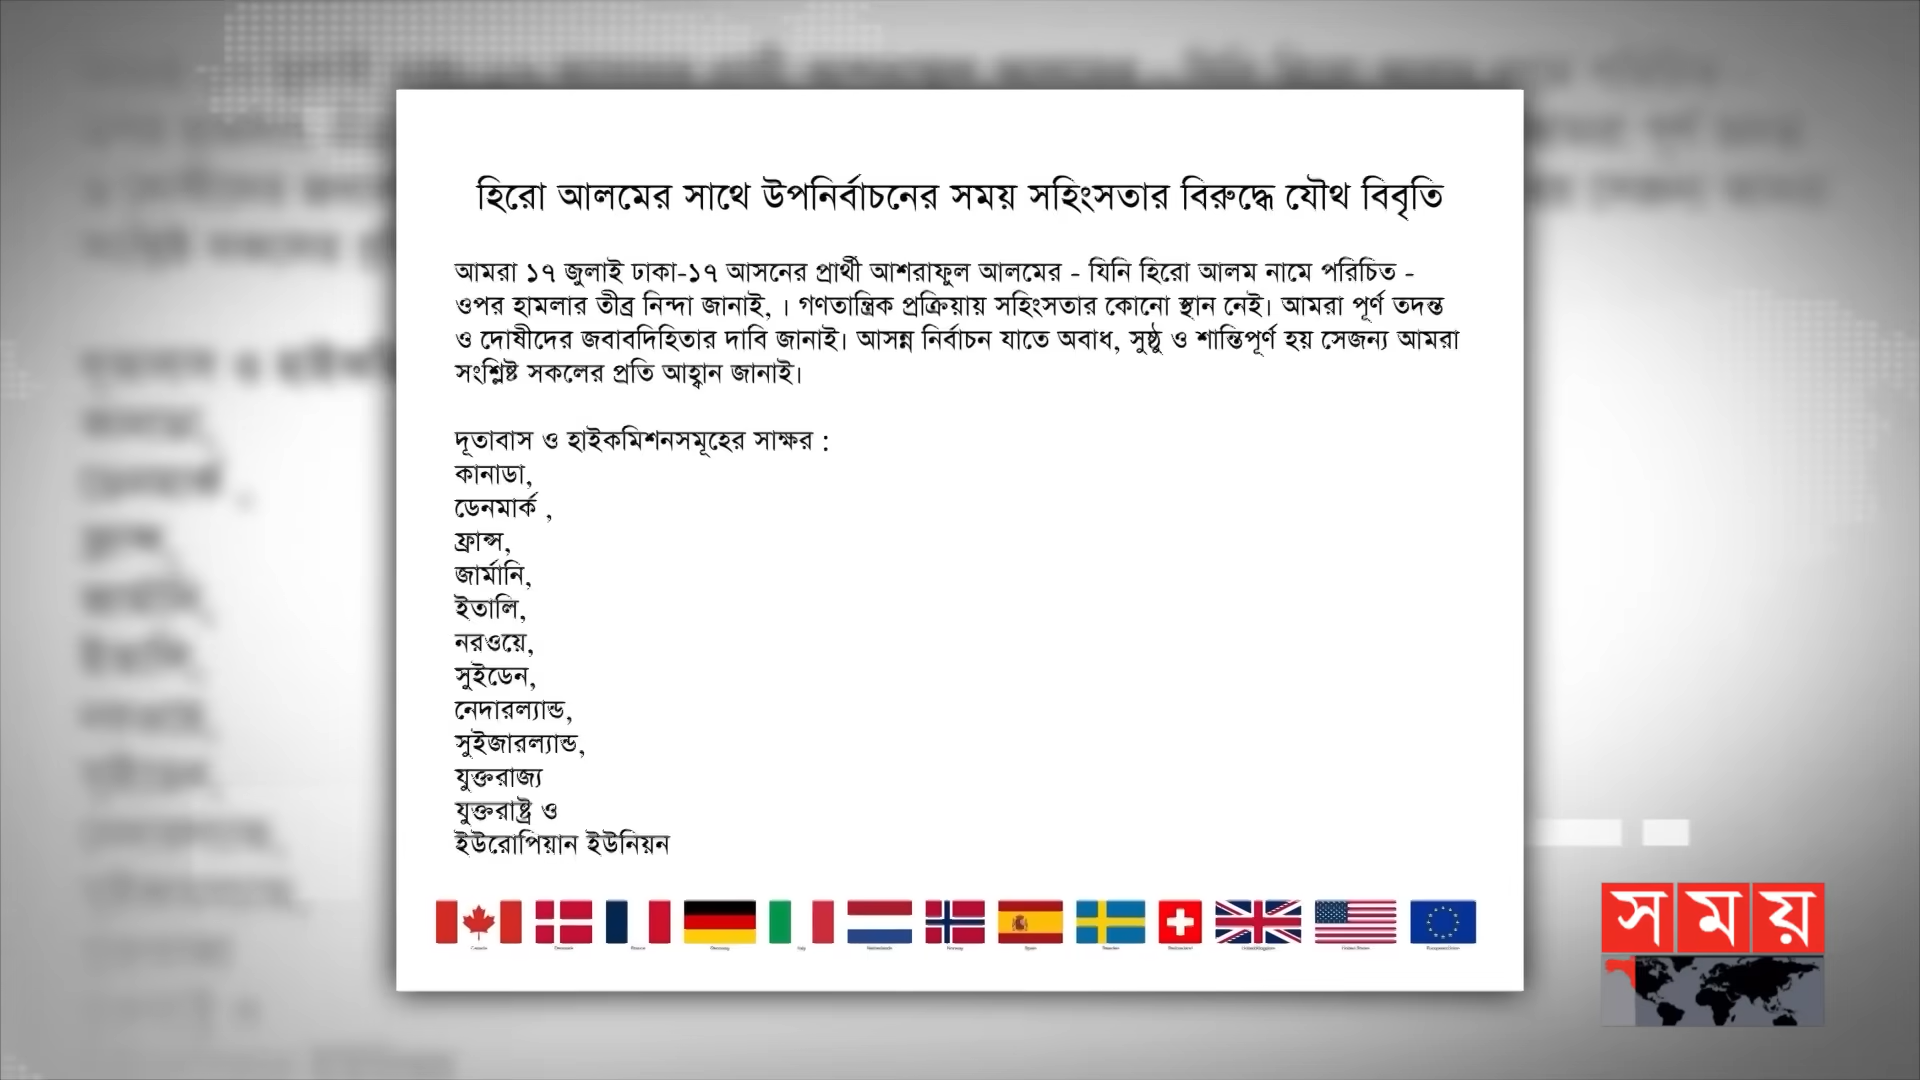 হিরো আলমের সাথে উপনির্বাচনের সময় সহিংসতার বিরুদ্ধে যৌথ বিবৃতি
আমরা ১৭ জুলাই ঢাকা-১৭ আসনের প্রার্থী আশরাফুল আলমের - যিনি হিরো আলম নামে পরিচিত -
ওপর হামলার তীব্র নিন্দা জানাই, । গণতান্ত্রিক প্রক্রিয়ায় সহিংসতার কোনো স্থান নেই। আমরা পূর্ণ তদন্ত
ও দোষীদের জবাবদিহিতার দাবি জানাই। আসন্ন নির্বাচন যাতে অবাধ, সুষ্ঠু ও শান্তিপূর্ণ হয় সেজন্য আমরা
সংশ্লিষ্ট সকলের প্রতি আহ্বান জানাই।
দূতাবাস ও হাইকমিশনসমূহের সাক্ষর :
কানাডা,
ডেনমার্ক ,
ফ্রান্স,
জার্মানি,
ইতালি,
নরওয়ে,
সুইডেন,
নেদারল্যান্ড,
সুইজারল্যান্ড,
যুক্তরাজ্য
যুক্তরাষ্ট্র ও
ইউরোপিয়ান ইউনিয়ন
সময়